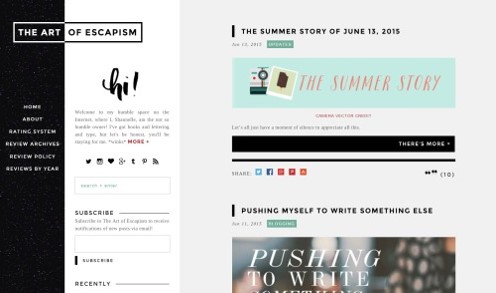 THE ART OF ESCAPISM
HOME
ABOUT
RATING SYSTEM
REVIEW ARCHIVES
REVIEW POLICY
REVIEWS BY YEAR
hi!
Welcome to my humble space on the
Internet, where I, Shannelle, am the not so
humble owner! I've got books and lettering
and type, but let's be honest, you'll be
staying for me. *winks* MORE »
search + enter
SUBSCRIBE
Subscribe to The Art of Escapism to receive
notifications of new posts via email!
SUBSCRIBE
RECENTLY
THE SUMMER STORY OF JUNE 13, 2015
Jun 13, 2015
THE SUMMER STORY
CAMERA VECTOR CREDIT
Let's all just have a moment of silence to appreciate all this.
THERE'S MORE »
SHARE:
(10)
PUSHING MYSELF TO WRITE SOMETHING ELSE
Jun 11, 2015 BLOGGING
PUSHING
TO WRITE
SOMETHING